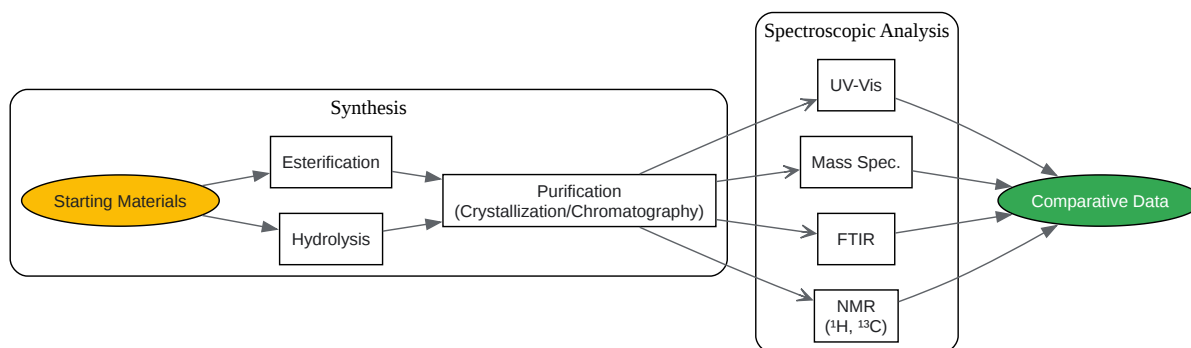 Synthesis
Starting Materials
Esterification
Hydrolysis
Purification
(Crystallization/Chromatography)
Spectroscopic Analysis
UV-Vis
Mass Spec.
FTIR
NMR
(¹H, ¹³C)
Comparative Data